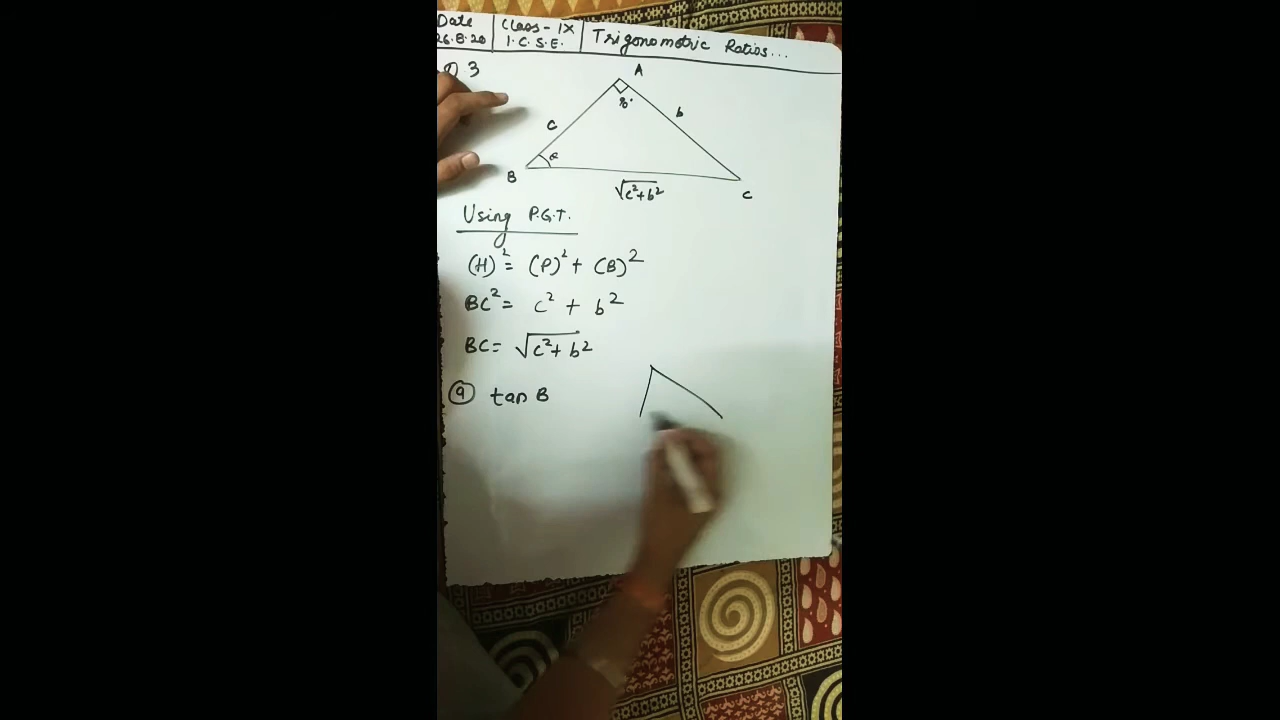 Date
26.8.20
Class - IX
I.C.S.E.
Trigonometric Ratios...
3
A
90°
c
b
B
θ
C
√c²+b²
Using P.G.T.
(H)² = (P)² + (B)²
BC² = c² + b²
BC = √c²+b²
(a) tan B